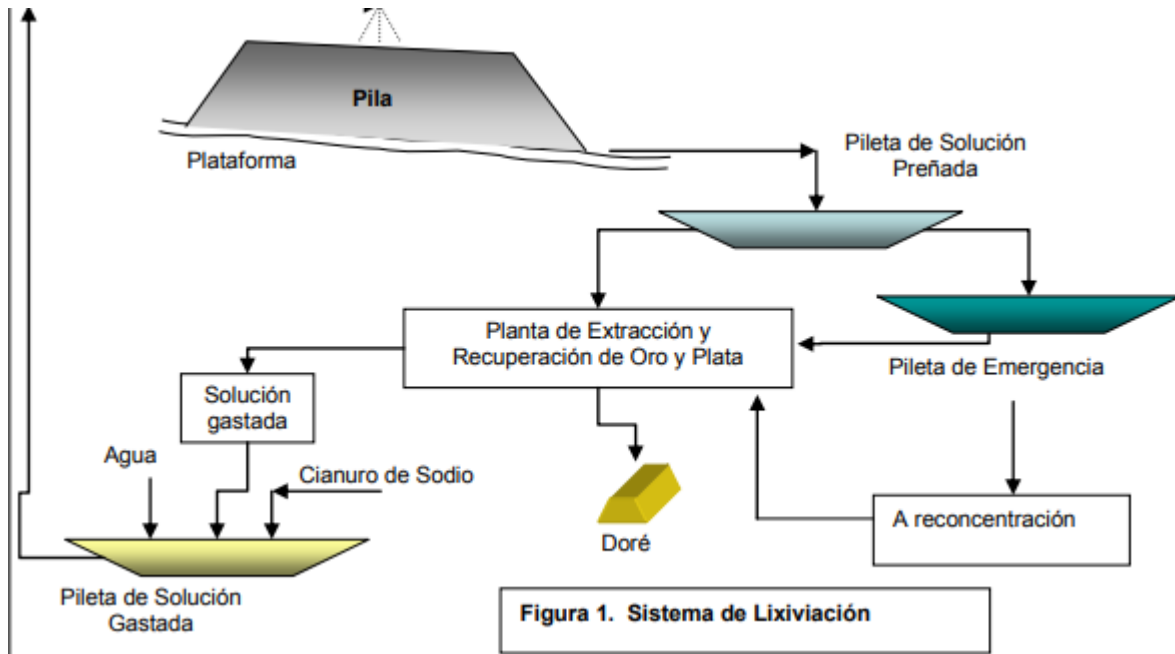 Pila
Plataforma
Pileta de Solución
Preñada
Planta de Extracción y
Recuperación de Oro y Plata
Pileta de Emergencia
Solución
gastada
Agua
Cianuro de Sodio
Doré
A reconcentración
Pileta de Solución
Gastada
Figura 1. Sistema de Lixiviación